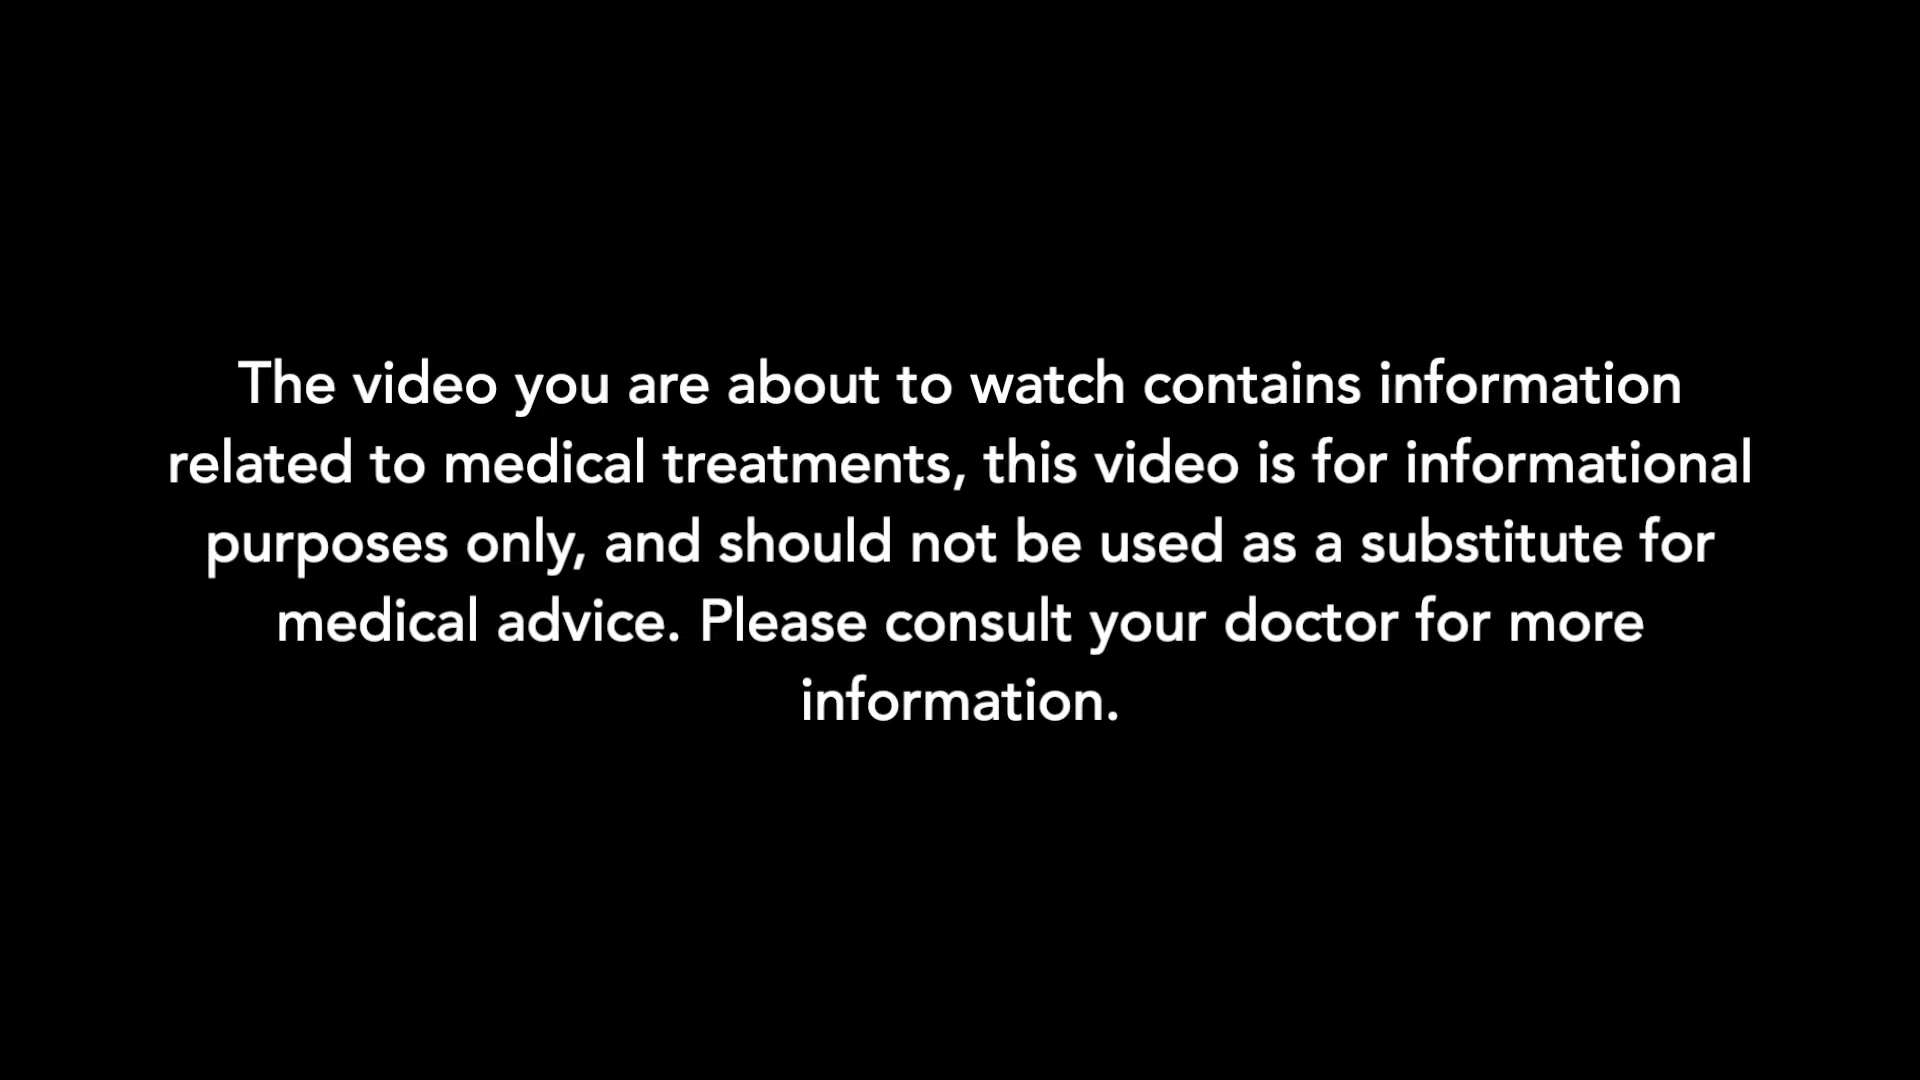 The video you are about to watch contains information
related to medical treatments, this video is for informational
purposes only, and should not be used as a substitute for
medical advice. Please consult your doctor for more
information.